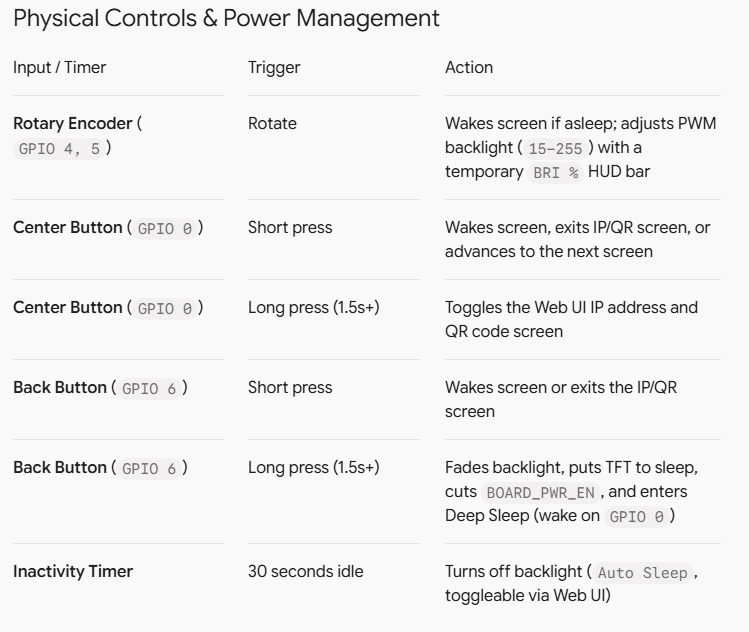 Physical Controls & Power Management
Input / Timer Trigger Action
Rotary Encoder ( Rotate Wakes screen if asleep; adjusts PWM
GPIO 4, 5 ) backlight ( 15–255 ) with a
temporary BRI % HUD bar
Center Button ( GPIO 0 ) Short press Wakes screen, exits IP/QR screen, or
advances to the next screen
Center Button ( GPIO 0 ) Long press (1.5s+) Toggles the Web UI IP address and
QR code screen
Back Button ( GPIO 6 ) Short press Wakes screen or exits the IP/QR
screen
Back Button ( GPIO 6 ) Long press (1.5s+) Fades backlight, puts TFT to sleep,
cuts BOARD_PWR_EN , and enters
Deep Sleep (wake on GPIO 0 )
Inactivity Timer 30 seconds idle Turns off backlight ( Auto Sleep ,
toggleable via Web UI)